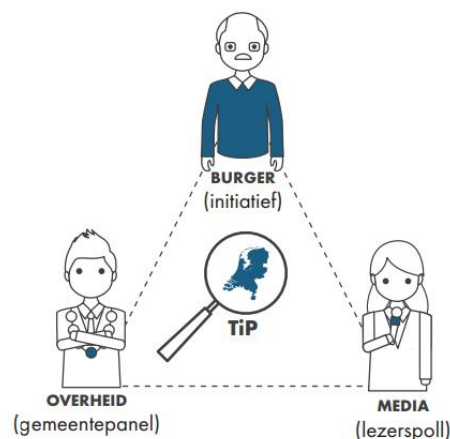 BURGER
(initiatief)
TiP
OVERHEID
(gemeentepanel)
MEDIA
(lezerspoll)